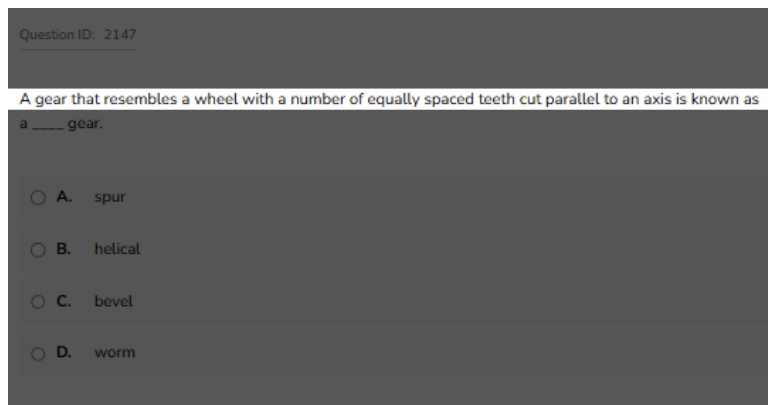 Question ID: 2147
A gear that resembles a wheel with a number of equally spaced teeth cut parallel to an axis is known as
a ____ gear.
A. spur
B. helical
C. bevel
D. worm